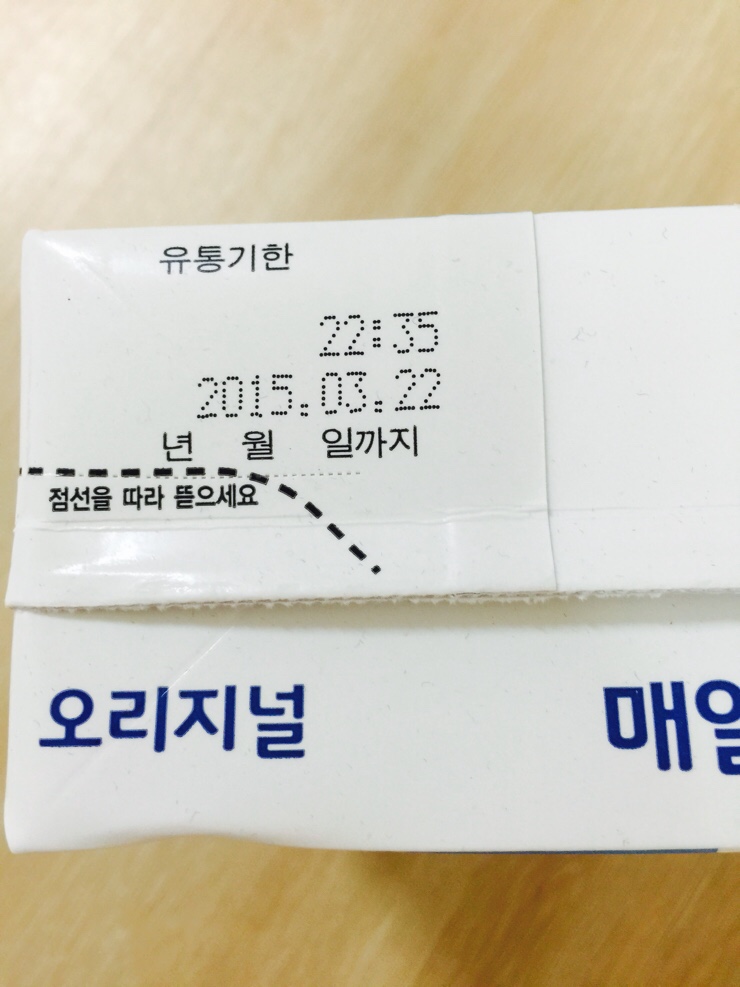 유통기한
22:35
2015.03.22
년 월 일까지
점선을 따라 뜯으세요
오리지널 매일